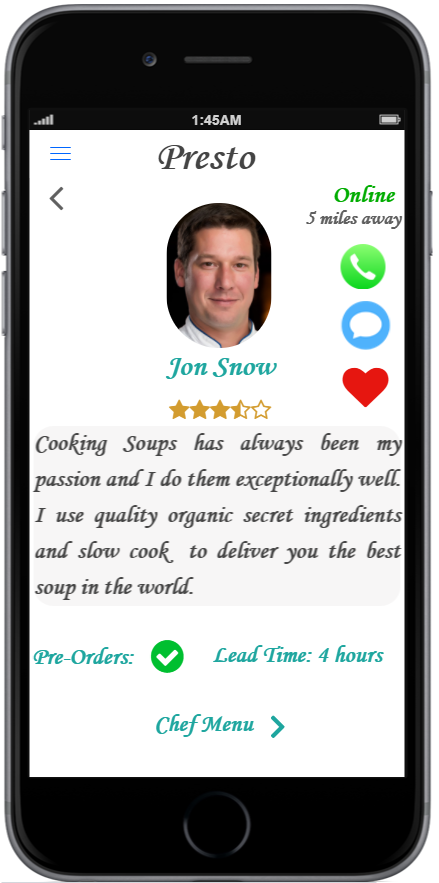 1:45AM
Presto
Online
5 miles away
Jon Snow
Cooking Soups has always been my
passion and I do them exceptionally well.
I use quality organic secret ingredients
and slow cook to deliver you the best
soup in the world.
Pre-Orders:
Lead Time: 4 hours
Chef Menu